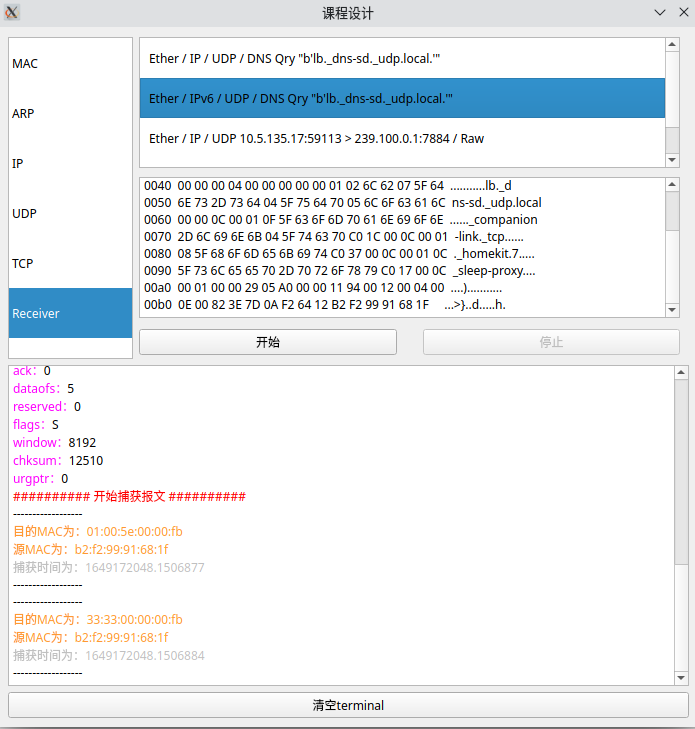 课程设计
MAC
ARP
IP
UDP
TCP
Receiver
Ether / IP / UDP / DNS Qry "b'lb._dns-sd._udp.local.'"
Ether / IPv6 / UDP / DNS Qry "b'lb._dns-sd._udp.local.'"
Ether / IP / UDP 10.5.135.17:59113 > 239.100.0.1:7884 / Raw
0040 00 00 00 04 00 00 00 00 00 01 02 6C 62 07 5F 64 ...........lb._d
0050 6E 73 2D 73 64 04 5F 75 64 70 05 6C 6F 63 61 6C ns-sd._udp.local
0060 00 00 0C 00 01 0F 5F 63 6F 6D 70 61 6E 69 6F 6E ......_companion
0070 2D 6C 69 6E 6B 04 5F 74 63 70 C0 1C 00 0C 00 01 -link._tcp......
0080 08 5F 68 6F 6D 65 6B 69 74 C0 37 00 0C 00 01 0C ._homekit.7.....
0090 5F 73 6C 65 65 70 2D 70 72 6F 78 79 C0 17 00 0C _sleep-proxy....
00a0 00 01 00 00 29 05 A0 00 00 11 94 00 12 00 04 00 ....)...........
00b0 0E 00 82 3E 7D 0A F2 64 12 B2 F2 99 91 68 1F ...>}..d.....h.
开始
停止
ack：0
dataofs：5
reserved：0
flags：S
window：8192
chksum：12510
urgptr：0
########## 开始捕获报文 ##########
-----------------
目的MAC为：01:00:5e:00:00:fb
源MAC为：b2:f2:99:91:68:1f
捕获时间为：1649172048.1506877
-----------------
-----------------
目的MAC为：33:33:00:00:00:fb
源MAC为：b2:f2:99:91:68:1f
捕获时间为：1649172048.1506884
-----------------
清空terminal